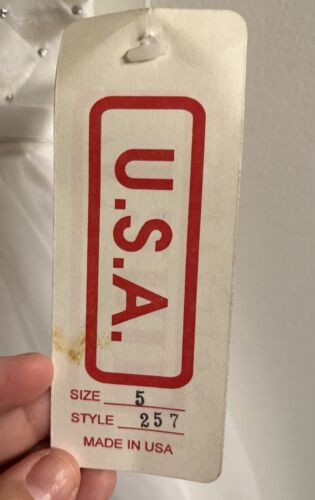 U.S.A.
SIZE 5
STYLE 257
MADE IN USA